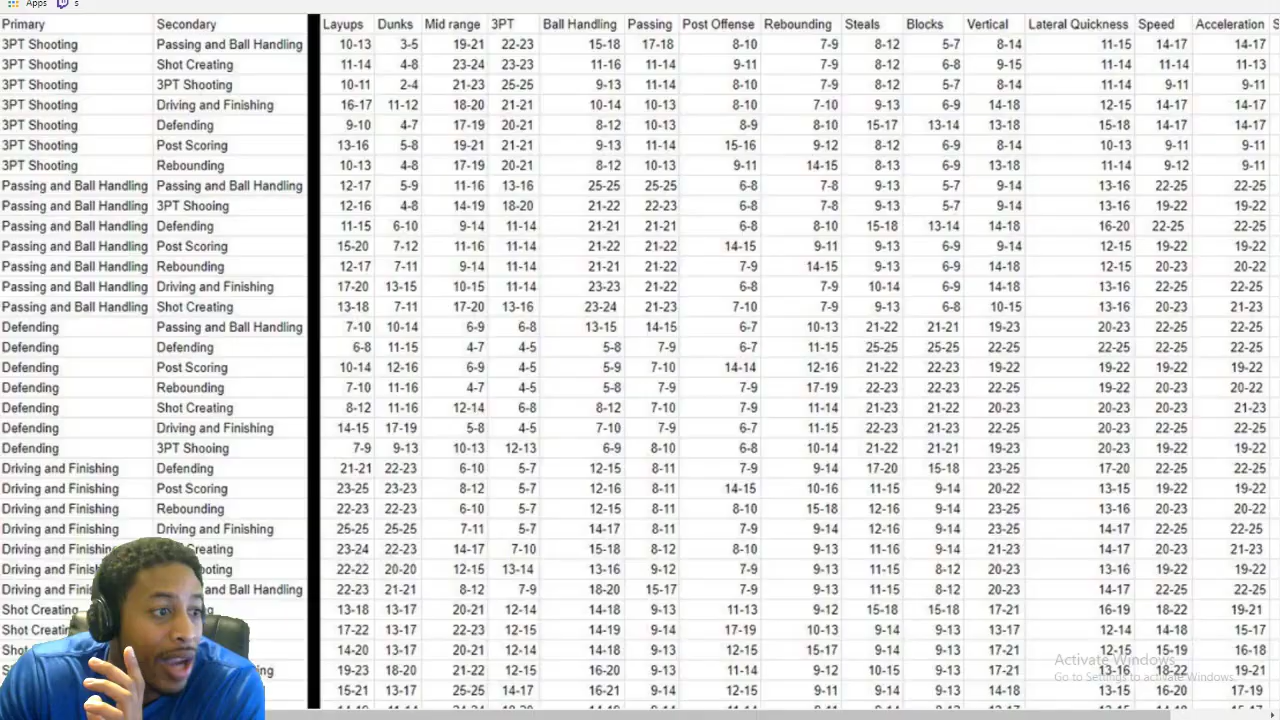 Apps s
Primary Secondary Layups Dunks Mid range 3PT Ball Handling Passing Post Offense Rebounding Steals Blocks Vertical Lateral Quickness Speed Acceleration S
3PT Shooting Passing and Ball Handling 10-13 3-5 19-21 22-23 15-18 17-18 8-10 7-9 8-12 5-7 8-14 11-15 14-17 14-17
3PT Shooting Shot Creating 11-14 4-8 23-24 23-23 11-16 11-14 9-11 7-9 8-12 6-8 9-15 11-14 11-14 11-13
3PT Shooting 3PT Shooting 10-11 2-4 21-23 25-25 9-13 11-14 8-10 7-9 8-12 5-7 8-14 11-14 9-11 9-11
3PT Shooting Driving and Finishing 16-17 11-12 18-20 21-21 10-14 10-13 8-10 7-10 9-13 6-9 14-18 12-15 14-17 14-17
3PT Shooting Defending 9-10 4-7 17-19 20-21 8-12 10-13 8-9 8-10 15-17 13-14 13-18 15-18 14-17 14-17
3PT Shooting Post Scoring 13-16 5-8 19-21 21-21 9-13 11-14 15-16 9-12 8-12 6-9 8-14 10-13 9-11 9-11
3PT Shooting Rebounding 10-13 4-8 17-19 20-21 8-12 10-13 9-11 14-15 8-13 6-9 13-18 11-14 9-12 9-11
Passing and Ball Handling Passing and Ball Handling 12-17 5-9 11-16 13-16 25-25 25-25 6-8 7-8 9-13 5-7 9-14 13-16 22-25 22-25
Passing and Ball Handling 3PT Shooing 12-16 4-8 14-19 18-20 21-22 22-23 6-8 7-8 9-13 5-7 9-14 13-16 19-22 19-22
Passing and Ball Handling Defending 11-15 6-10 9-14 11-14 21-21 21-21 6-8 8-10 15-18 13-14 14-18 16-20 22-25 22-25
Passing and Ball Handling Post Scoring 15-20 7-12 11-16 11-14 21-22 21-22 14-15 9-11 9-13 6-9 9-14 12-15 19-22 19-22
Passing and Ball Handling Rebounding 12-17 7-11 9-14 11-14 21-21 21-22 7-9 14-15 9-13 6-9 14-18 12-15 20-23 20-22
Passing and Ball Handling Driving and Finishing 17-20 13-15 10-15 11-14 23-23 21-22 6-8 7-9 10-14 6-9 14-18 13-16 22-25 22-25
Passing and Ball Handling Shot Creating 13-18 7-11 17-20 13-16 23-24 21-23 7-10 7-9 9-13 6-8 10-15 13-16 20-23 21-23
Defending Passing and Ball Handling 7-10 10-14 6-9 6-8 13-15 14-15 6-7 10-13 21-22 21-21 19-23 20-23 22-25 22-25
Defending Defending 6-8 11-15 4-7 4-5 5-8 7-9 6-7 11-15 25-25 25-25 22-25 22-25 22-25 22-25
Defending Post Scoring 10-14 12-16 6-9 4-5 5-9 7-10 14-14 12-16 21-22 22-23 19-22 19-22 19-22 19-22
Defending Rebounding 7-10 11-16 4-7 4-5 5-8 7-9 7-9 17-19 22-23 22-23 22-25 19-22 20-23 20-22
Defending Shot Creating 8-12 11-16 12-14 6-8 8-12 7-10 7-9 11-14 21-23 21-22 20-23 20-23 20-23 21-23
Defending Driving and Finishing 14-15 17-19 5-8 4-5 7-10 7-9 6-7 11-15 22-23 22-23 22-25 20-23 22-25 22-25
Defending 3PT Shooing 7-9 9-13 10-13 12-13 6-9 8-10 6-8 10-14 21-22 21-21 19-23 20-23 19-22 19-22
Driving and Finishing Defending 21-21 22-23 6-10 5-7 12-15 8-11 7-9 9-14 17-20 15-18 23-25 17-20 22-25 22-25
Driving and Finishing Post Scoring 23-25 23-23 8-12 5-7 12-16 8-11 14-15 10-16 11-15 9-14 20-22 13-15 19-22 19-22
Driving and Finishing Rebounding 22-23 22-23 6-10 5-7 12-15 8-11 8-10 15-18 12-16 9-14 23-25 13-16 20-23 20-22
Driving and Finishing Driving and Finishing 25-25 25-25 7-11 5-7 14-17 8-11 7-9 9-14 12-16 9-14 23-25 14-17 22-25 22-25
Driving and Finishin Creating 23-24 22-23 14-17 7-10 15-18 8-12 8-10 9-13 11-16 9-13 21-23 14-17 20-23 21-23
Driving and Fin ooting 22-22 20-20 12-15 13-14 13-16 9-12 7-9 9-13 11-15 8-12 20-23 13-16 19-22 19-22
Driving and Fi and Ball Handling 22-23 21-21 8-12 7-9 18-20 15-17 7-9 9-13 11-15 8-12 20-23 14-17 22-25 22-25
Shot Creating 13-18 13-17 20-21 12-14 14-18 9-13 11-13 9-12 15-18 15-18 17-21 16-19 18-22 19-21
Shot Crea 17-22 13-17 22-23 12-15 14-19 9-14 17-19 10-13 9-14 9-13 13-17 12-14 14-18 15-17
Sho 14-20 13-17 20-21 12-14 14-18 9-13 12-15 15-17 9-14 9-13 17-21 12-15 15-19 16-18
S ing 19-23 18-20 21-22 12-15 16-20 9-13 11-14 9-12 10-15 9-13 17-21 13-16 18-22 19-21
15-21 13-17 25-25 14-17 16-21 9-14 12-15 9-11 9-14 9-13 14-18 13-15 16-20 17-19
Activate Windows
Go to Settings to activate Windows.